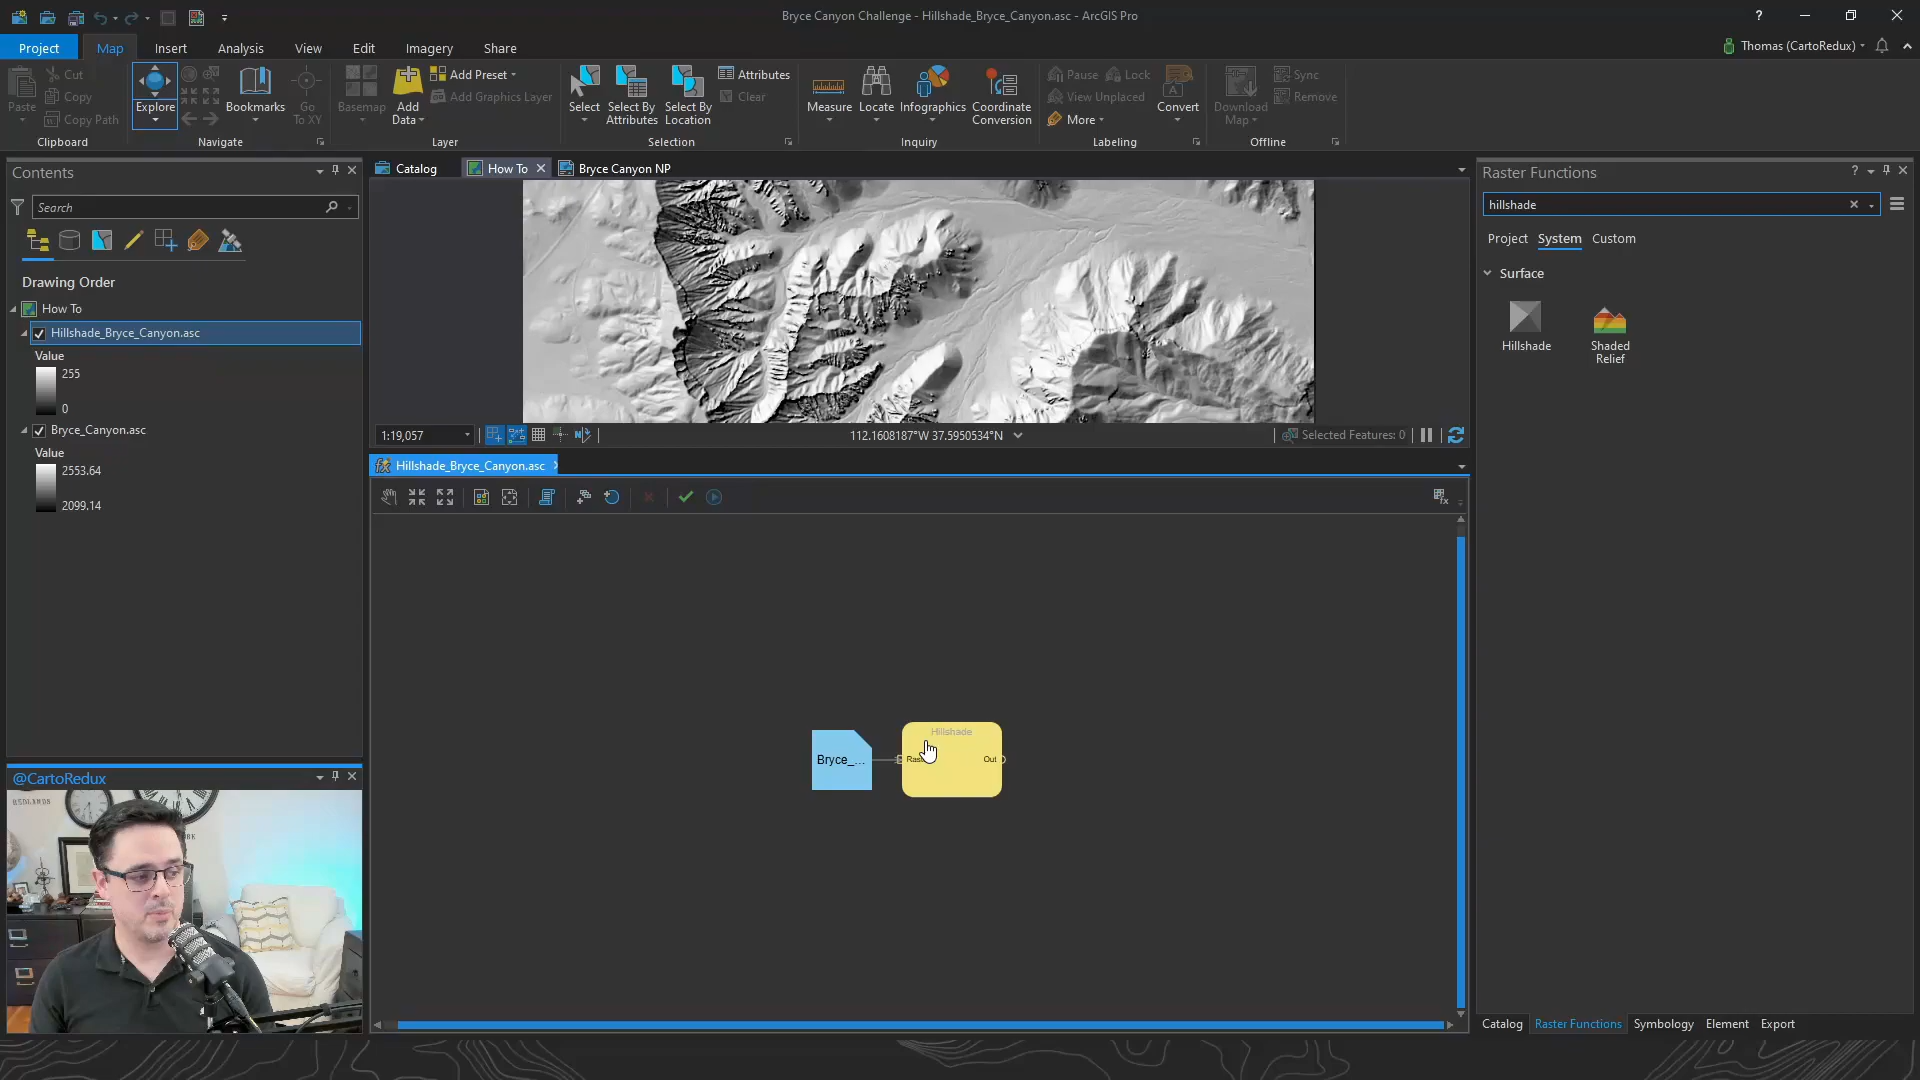 Bryce Canyon Challenge - Hillshade_Bryce_Canyon.asc - ArcGIS Pro
?
Project
Map
Insert
Analysis
View
Edit
Imagery
Share
Thomas (CartoRedux)
Paste
Cut
Copy
Copy Path
Clipboard
Explore
Bookmarks
Go
To XY
Navigate
Basemap
Add
Data
Add Preset
Add Graphics Layer
Layer
Select
Select By
Attributes
Select By
Location
Attributes
Clear
Selection
Measure
Locate
Infographics
Coordinate
Conversion
Inquiry
Pause
Lock
View Unplaced
More
Convert
Labeling
Download
Map
Sync
Remove
Offline
Contents
Search
Drawing Order
How To
Hillshade_Bryce_Canyon.asc
Value
255
0
Bryce_Canyon.asc
Value
2553.64
2099.14
@CartoRedux
REDLANDS
Catalog
How To
Bryce Canyon NP
1:19,057
112.1608187°W 37.5950534°N
Selected Features: 0
Hillshade_Bryce_Canyon.asc
Bryce_...
Hillshade
Out
Raster Functions
?
hillshade
Project
System
Custom
Surface
Hillshade
Shaded
Relief
Catalog
Raster Functions
Symbology
Element
Export